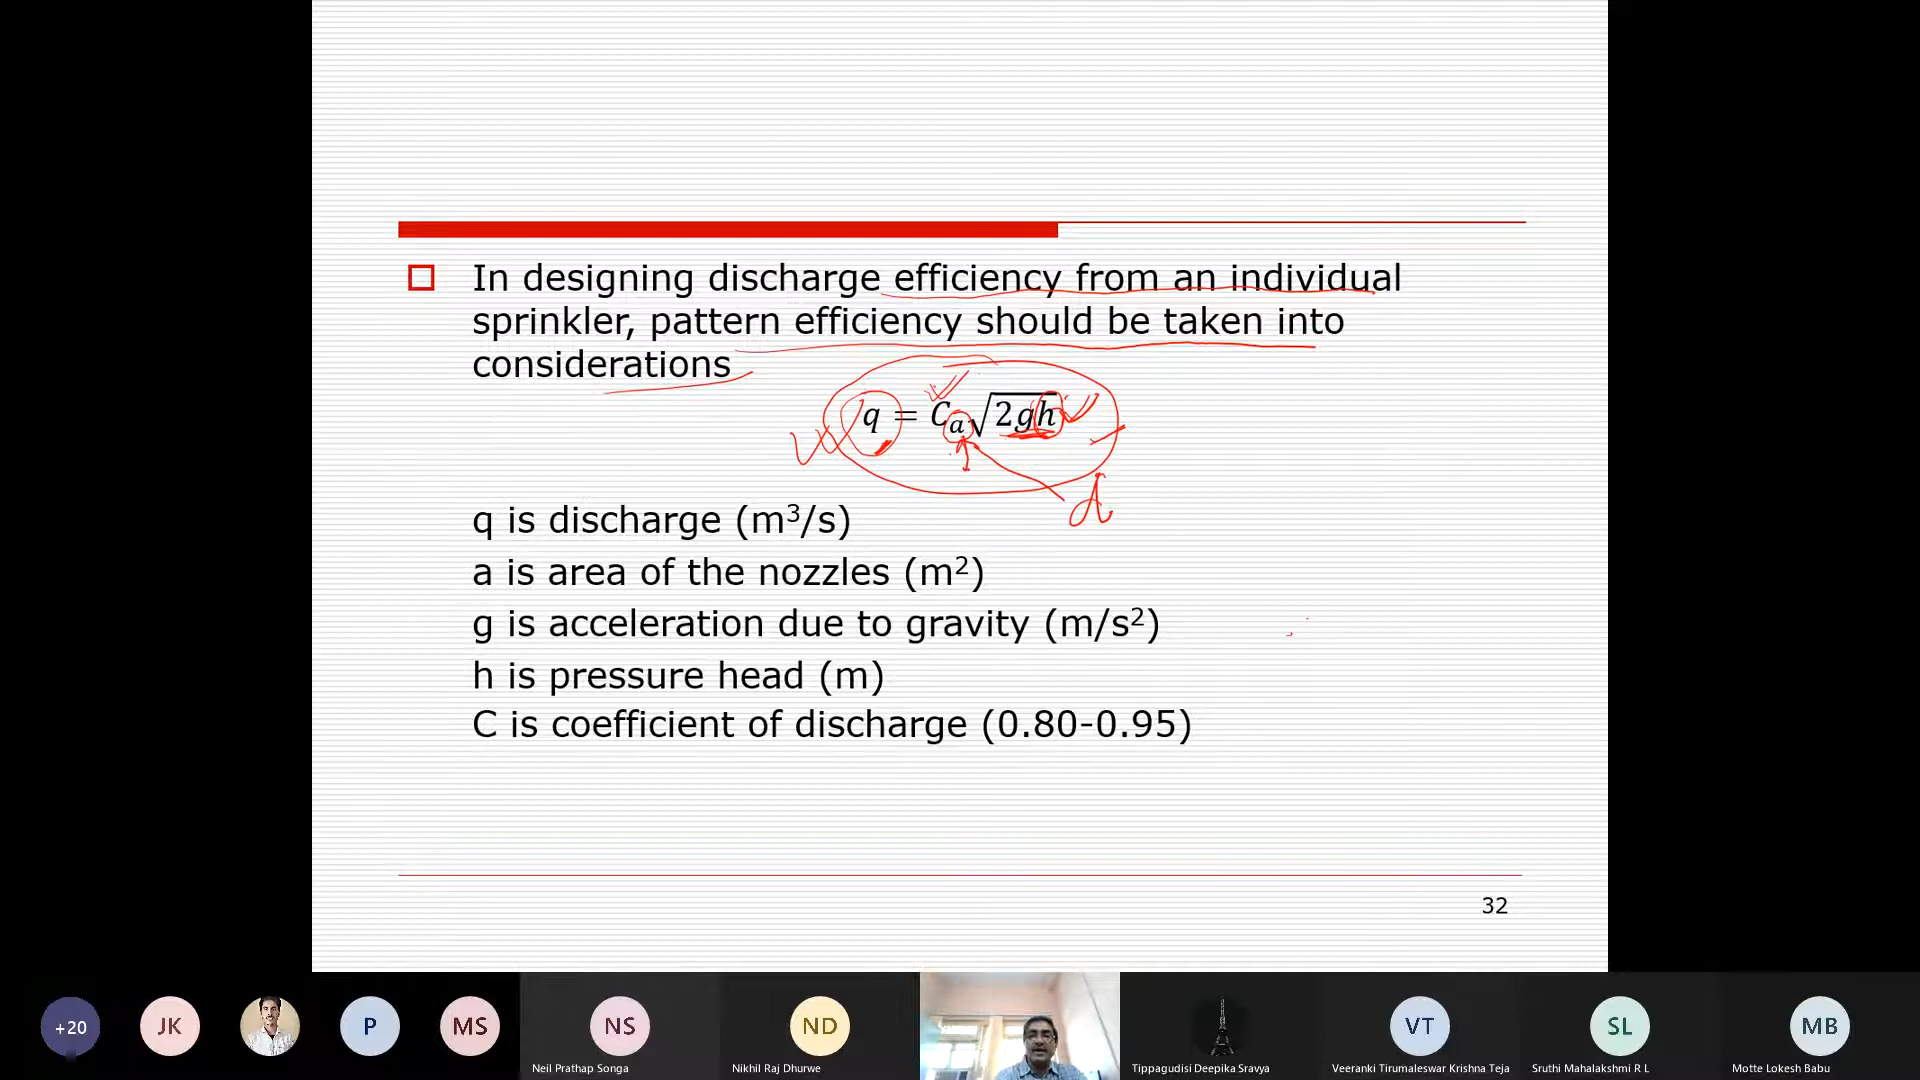 In designing discharge efficiency from an individual
sprinkler, pattern efficiency should be taken into
considerations
q = Cₐ√2gh
d
q is discharge (m³/s)
a is area of the nozzles (m²)
g is acceleration due to gravity (m/s²)
h is pressure head (m)
C is coefficient of discharge (0.80-0.95)
32
+20
JK
P
MS
NS
ND
VT
SL
MB
Neil Prathap Songa
Nikhil Raj Dhurwe
Tippagudisi Deepika Sravya
Veeranki Tirumaleswar Krishna Teja
Sruthi Mahalakshmi R L
Motte Lokesh Babu